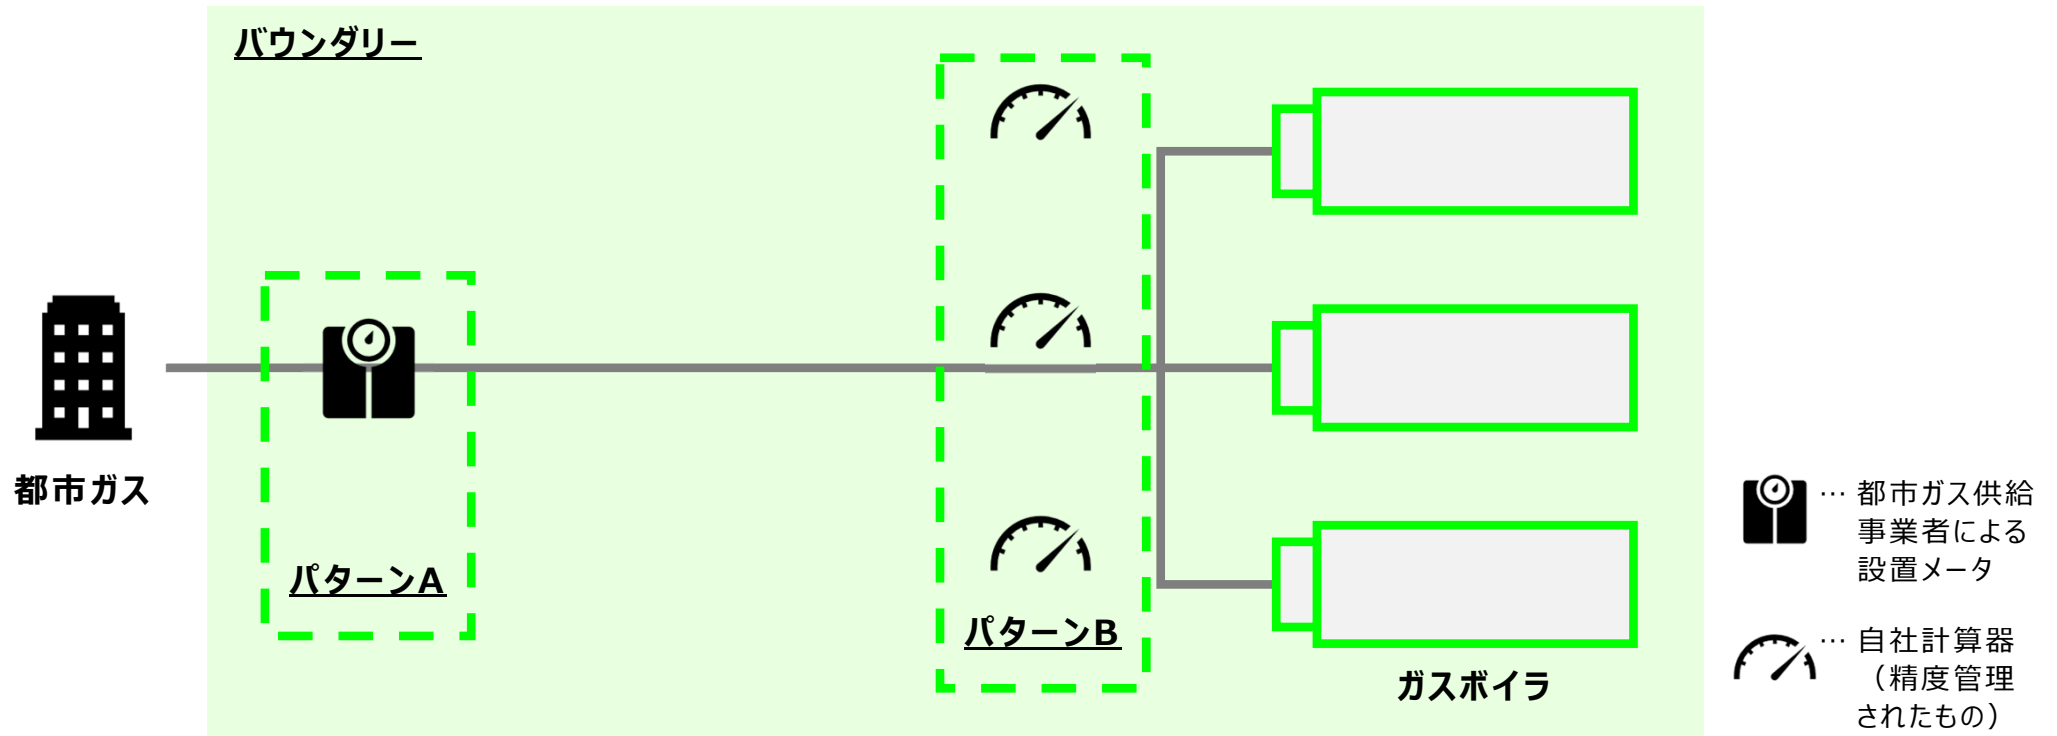 バウンダリー
都市ガス
パターンA
パターンB
ガスボイラ
… 都市ガス供給
事業者による
設置メータ
… 自社計算器
（精度管理
されたもの）